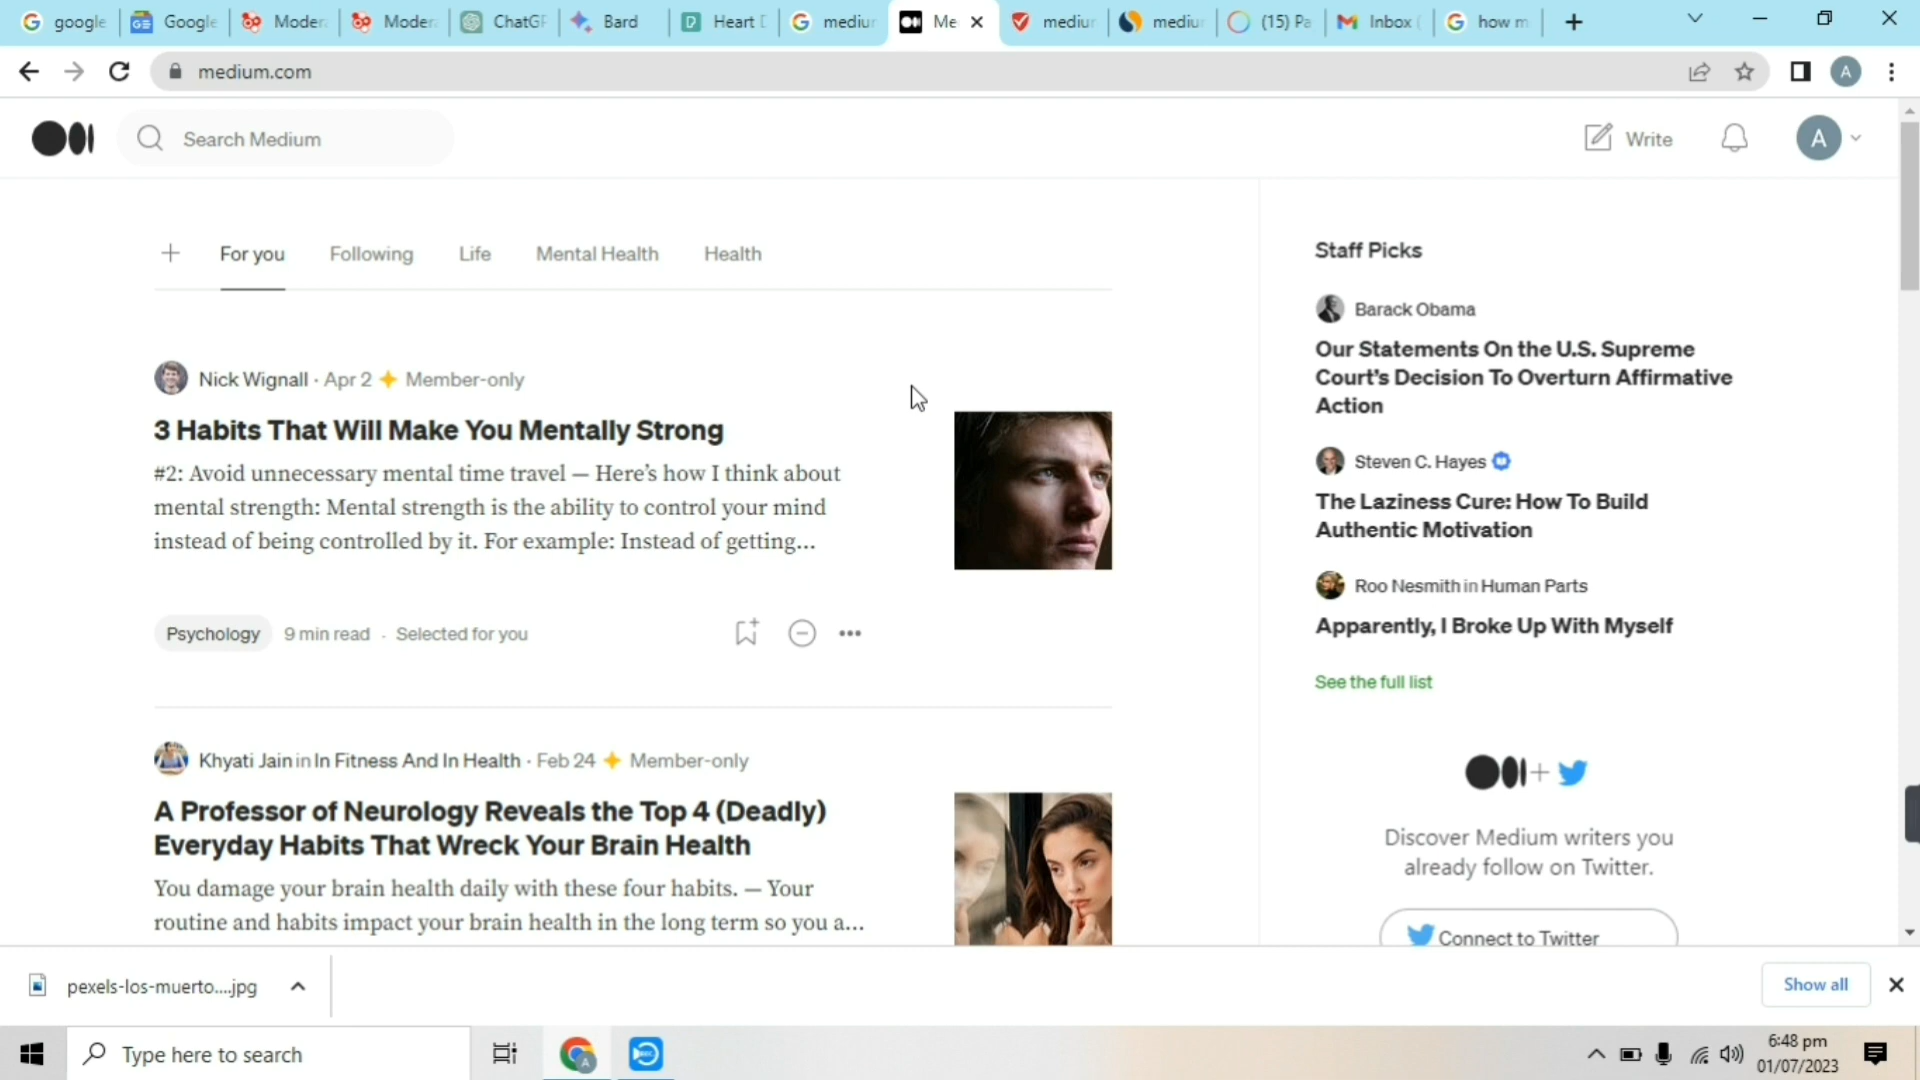 google
Google
Modern
Modern
ChatGP
Bard
Heart D
medium
Me
medium
medium
(15) Pa
Inbox (
how m
medium.com
A
Search Medium
Write
A
For you Following Life Mental Health Health
Nick Wignall · Apr 2 Member-only
3 Habits That Will Make You Mentally Strong
#2: Avoid unnecessary mental time travel — Here’s how I think about
mental strength: Mental strength is the ability to control your mind
instead of being controlled by it. For example: Instead of getting...
Psychology 9 min read · Selected for you
Khyati Jain in In Fitness And In Health · Feb 24 Member-only
A Professor of Neurology Reveals the Top 4 (Deadly)
Everyday Habits That Wreck Your Brain Health
You damage your brain health daily with these four habits. — Your
routine and habits impact your brain health in the long term so you a...
Staff Picks
Barack Obama
Our Statements On the U.S. Supreme
Court’s Decision To Overturn Affirmative
Action
Steven C. Hayes
The Laziness Cure: How To Build
Authentic Motivation
Roo Nesmith in Human Parts
Apparently, I Broke Up With Myself
See the full list
Discover Medium writers you
already follow on Twitter.
Connect to Twitter
pexels-los-muerto....jpg
Show all
Type here to search
6:48 pm
01/07/2023